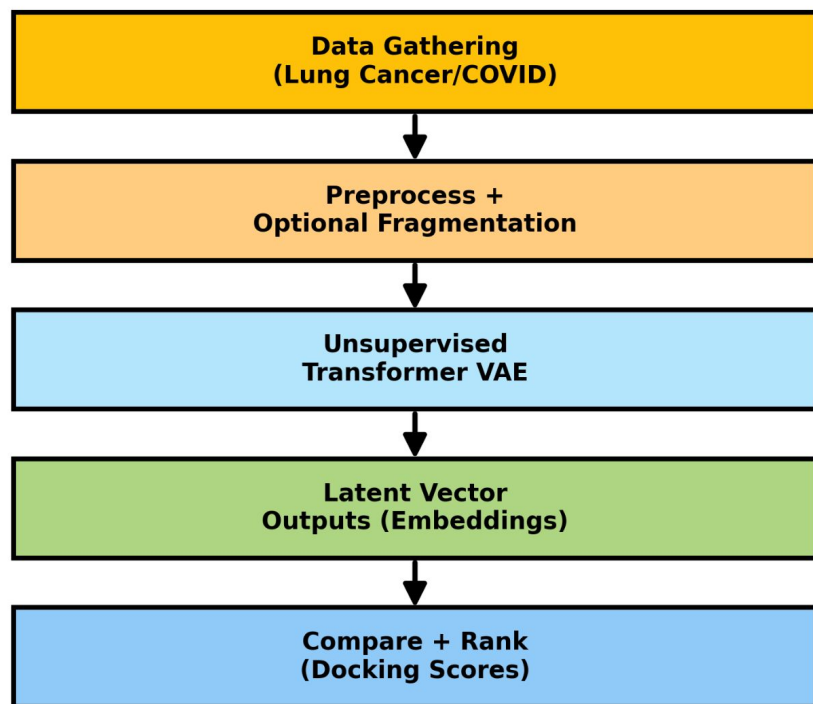 Data Gathering
(Lung Cancer/COVID)
Preprocess +
Optional Fragmentation
Unsupervised
Transformer VAE
Latent Vector
Outputs (Embeddings)
Compare + Rank
(Docking Scores)